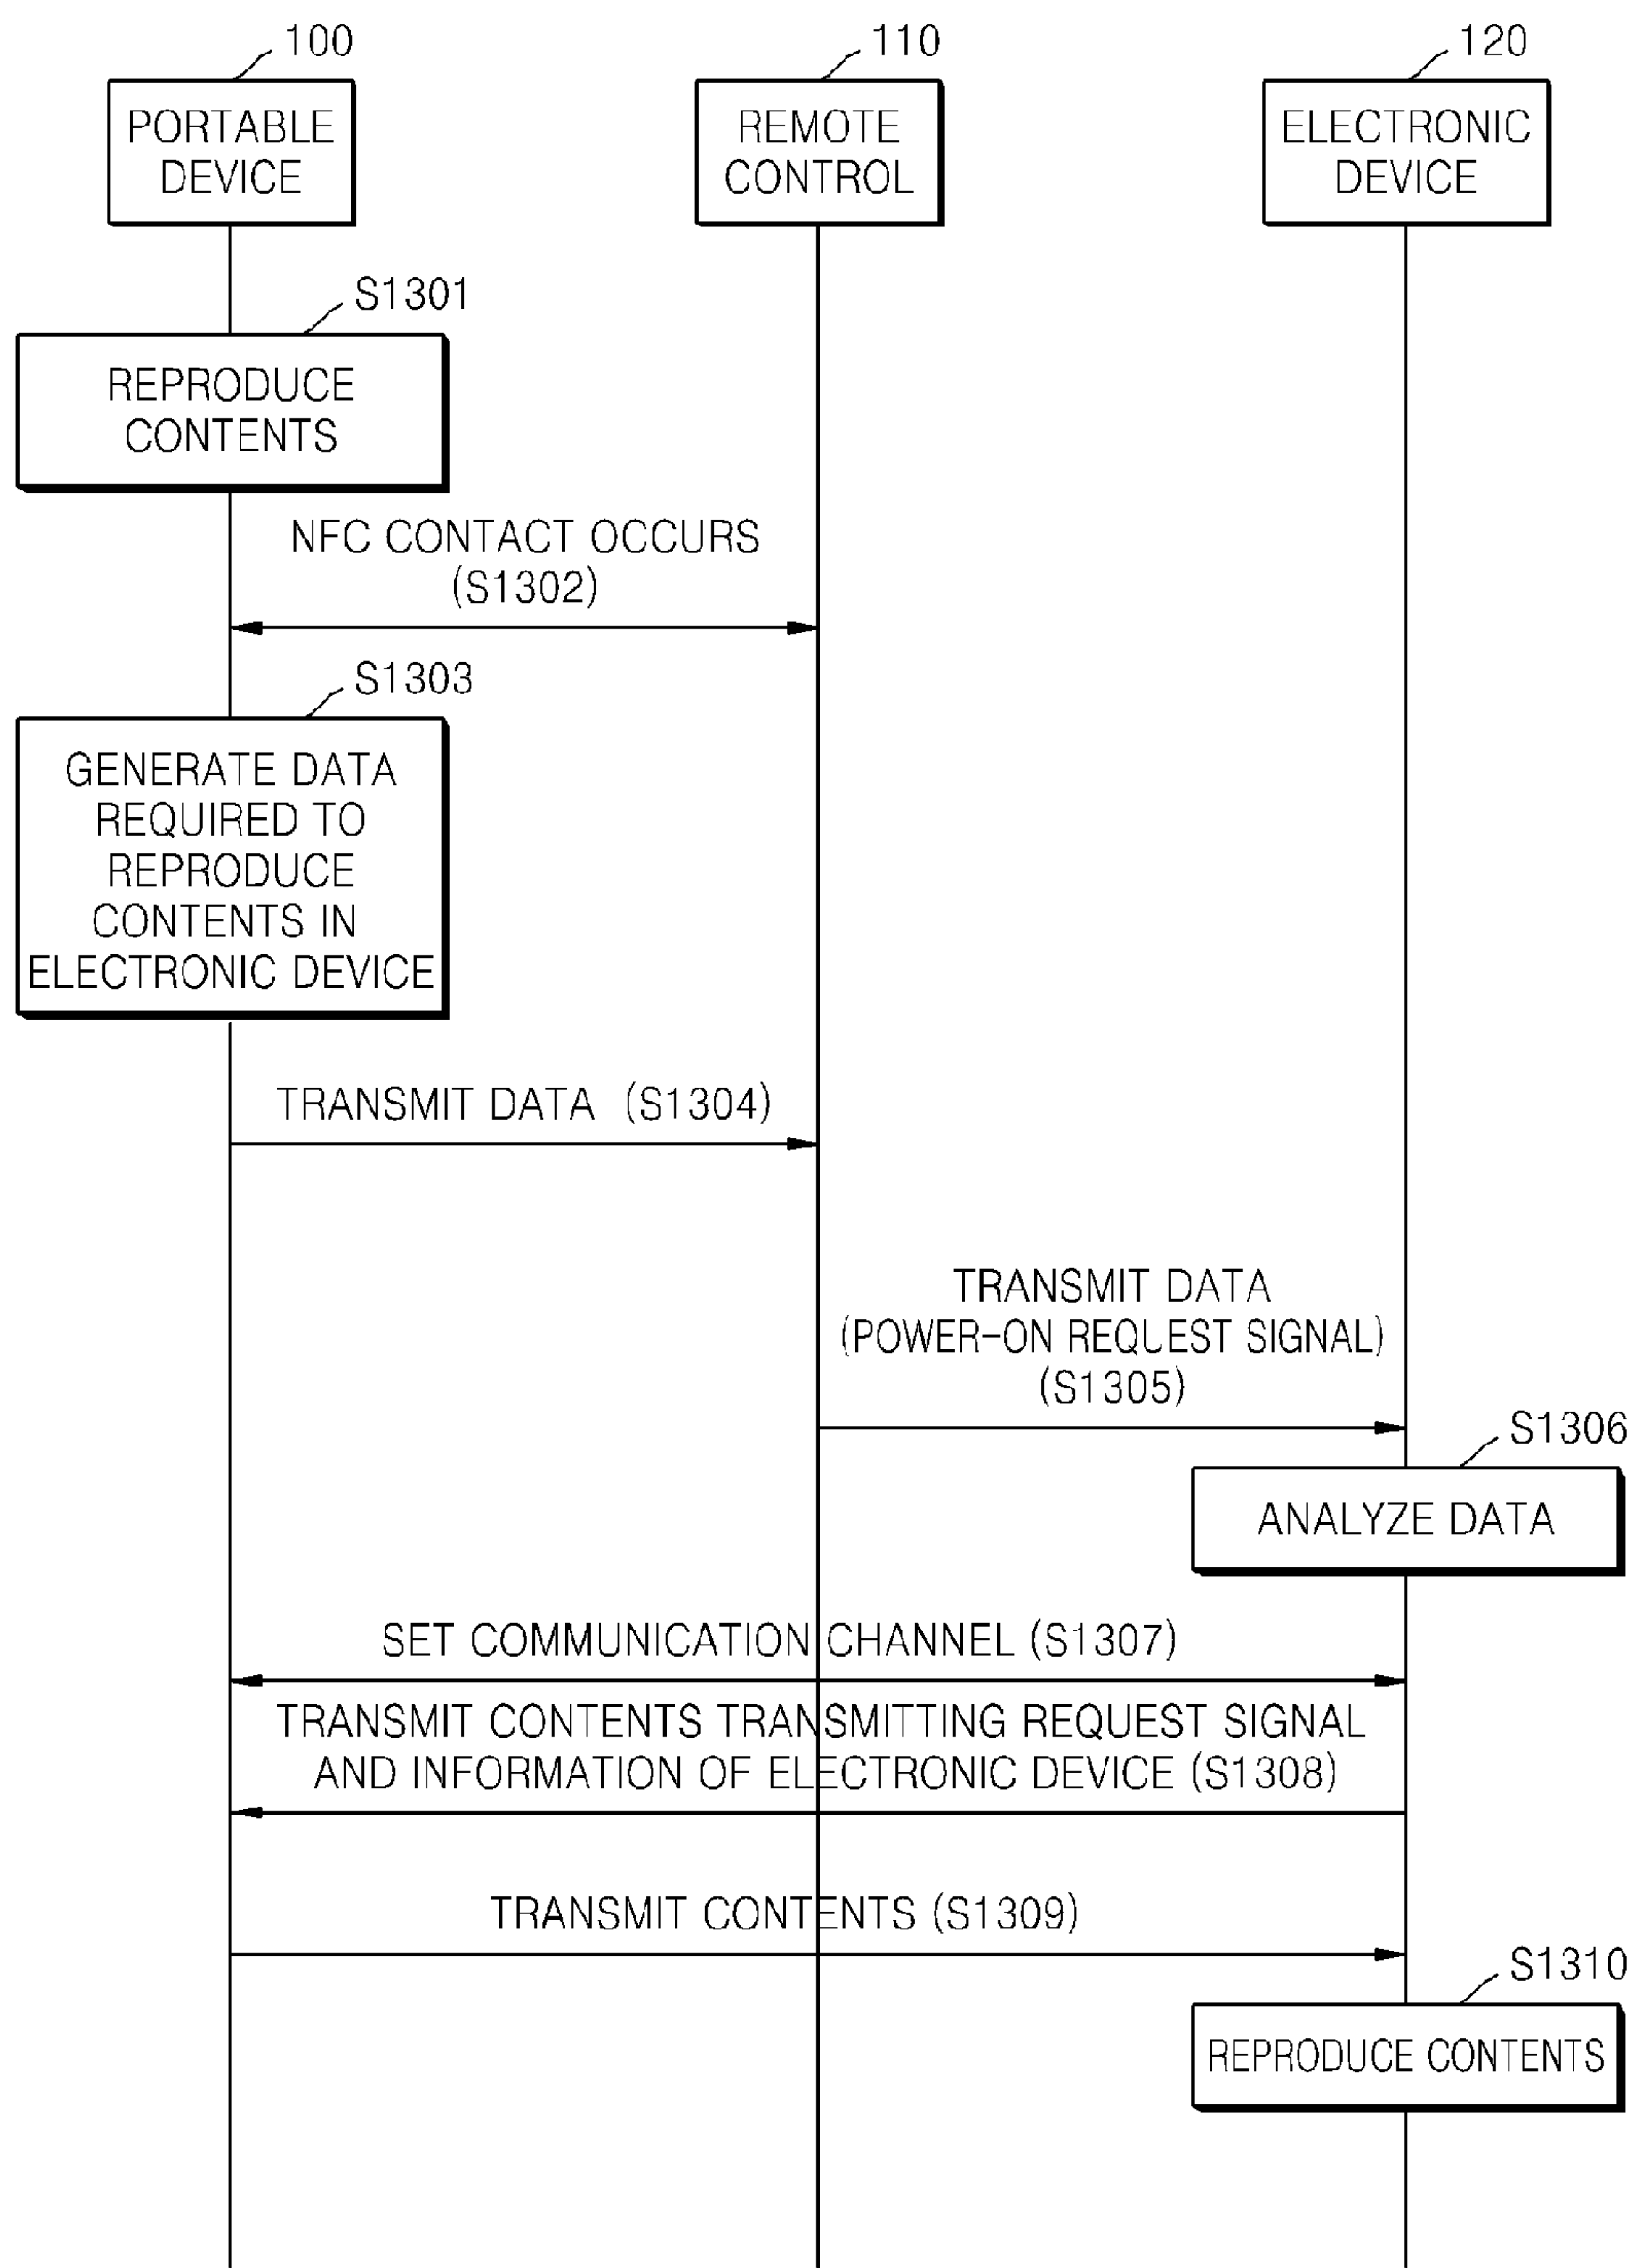 100
110
120
PORTABLE
DEVICE
REMOTE
CONTROL
ELECTRONIC
DEVICE
S1301
REPRODUCE
CONTENTS
NFC CONTACT OCCURS
(S1302)
S1303
GENERATE DATA
REQUIRED TO
REPRODUCE
CONTENTS IN
ELECTRONIC DEVICE
TRANSMIT DATA (S1304)
TRANSMIT DATA
(POWER-ON REQUEST SIGNAL)
(S1305)
S1306
ANALYZE DATA
SET COMMUNICATION CHANNEL (S1307)
TRANSMIT CONTENTS TRANSMITTING REQUEST SIGNAL
AND INFORMATION OF ELECTRONIC DEVICE (S1308)
TRANSMIT CONTENTS (S1309)
S1310
REPRODUCE CONTENTS